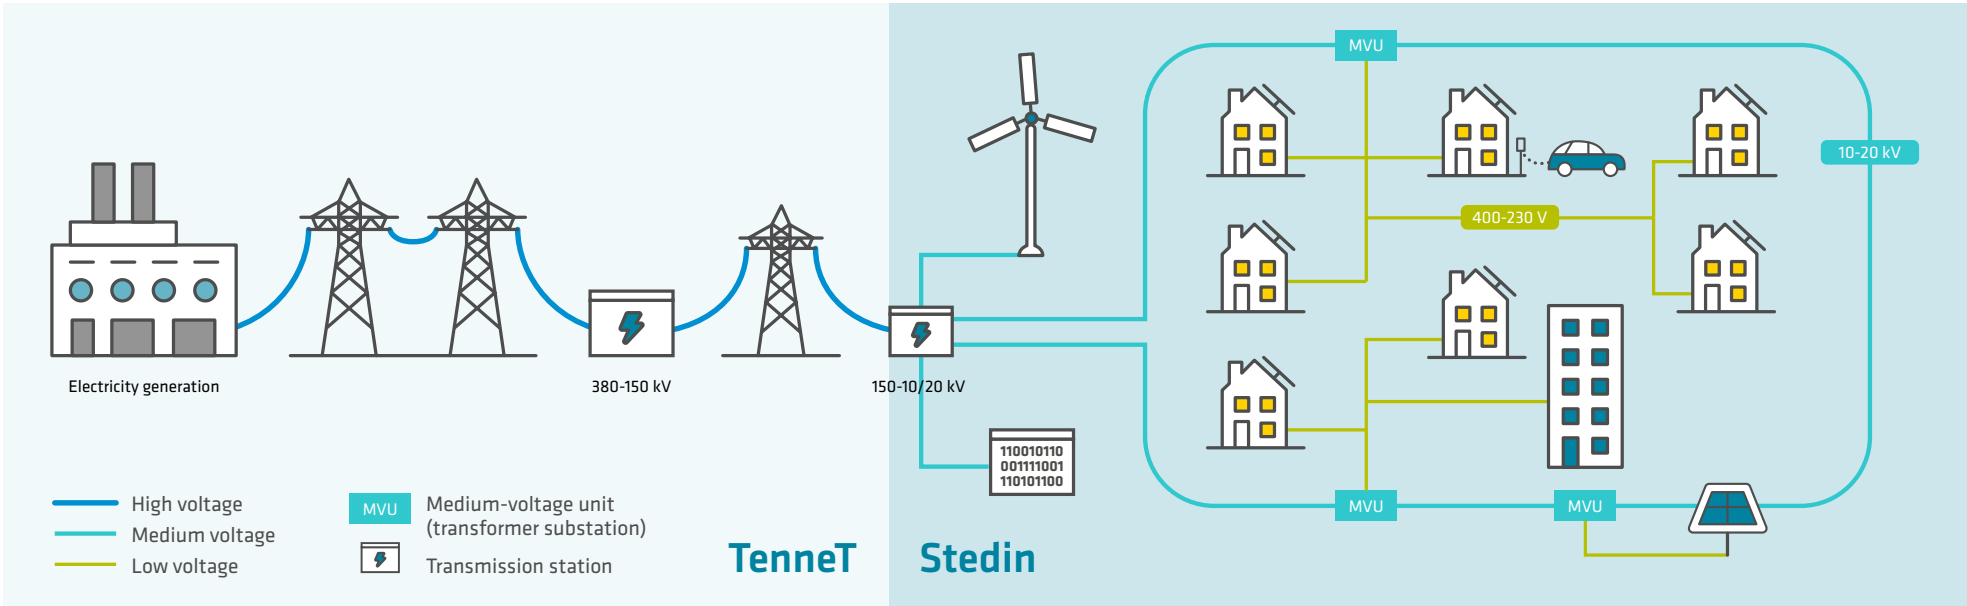 MVU
10-20 kV
400-230 V
Electricity generation
380-150 kV
150-10/20 kV
110010110
001111001
110101100
High voltage
Medium voltage
Low voltage
MVU
Medium-voltage unit
(transformer substation)
Transmission station
TenneT
Stedin
MVU
MVU